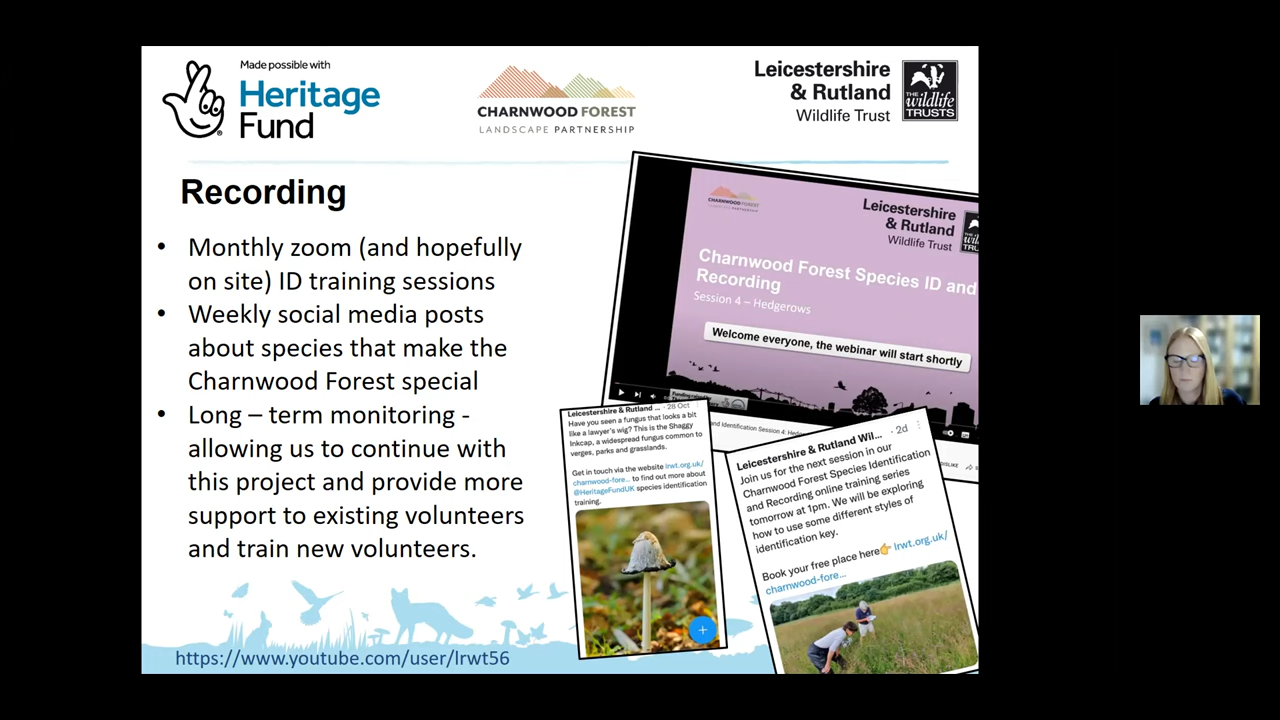 Made possible with
Heritage
Fund
CHARNWOOD FOREST
LANDSCAPE PARTNERSHIP
Leicestershire
& Rutland
Wildlife Trust
THE
wildlife
TRUSTS
Recording
• Monthly zoom (and hopefully
on site) ID training sessions
• Weekly social media posts
about species that make the
Charnwood Forest special
• Long – term monitoring -
allowing us to continue with
this project and provide more
support to existing volunteers
and train new volunteers.
https://www.youtube.com/user/lrwt56
CHARNWOOD FOREST
Leicestershire
& Rutland
Wildlife Trust
Charnwood Forest Species ID and
Recording
Session 4 – Hedgerows
Welcome everyone, the webinar will start shortly
Identification Session 4:
DISLIKE
Leicestershire & Rutland ... · 28 Oct
Have you seen a fungus that looks a bit
like a lawyer's wig? This is the Shaggy
Inkcap, a widespread fungus common to
verges, parks and grasslands.
Get in touch via the website lrwt.org.uk/
charnwood-fore... to find out more about
@HeritageFundUK species identification
training.
Leicestershire & Rutland Wil... · 2d
Join us for the next session in our
Charnwood Forest Species Identification
and Recording online training series
tomorrow at 1pm. We will be exploring
how to use some different styles of
identification key.
Book your free place here👉 lrwt.org.uk/
charnwood-fore...